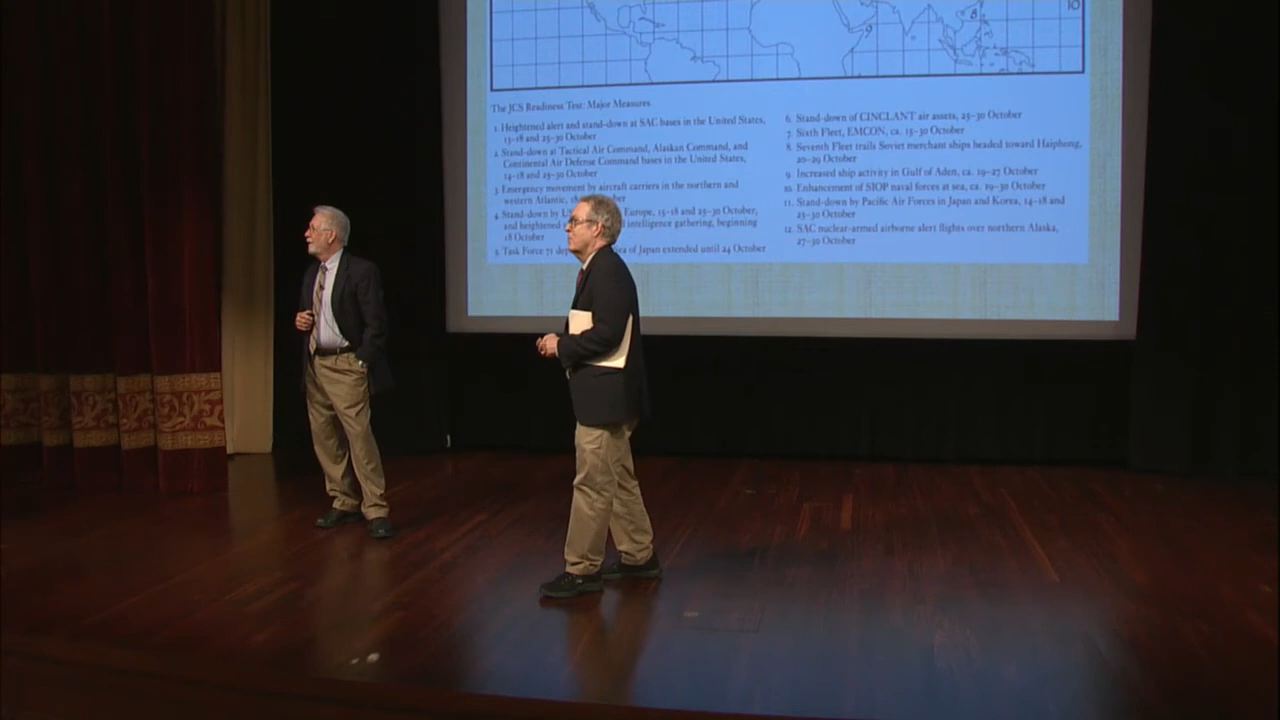 10
8
9
The JCS Readiness Test: Major Measures
1. Heightened alert and stand-down at SAC bases in the United States,
13-18 and 25-30 October
2. Stand-down at Tactical Air Command, Alaskan Command, and
Continental Air Defense Command bases in the United States,
14-18 and 25-30 October
3. Emergency movement by aircraft carriers in the northern and
western Atlantic,
4. Stand-down by Europe, 15-18 and 25-30 October,
and heightened intelligence gathering, beginning
18 October
5. Task Force 71 of Japan extended until 24 October
6. Stand-down of CINCLANT air assets, 25-30 October
7. Sixth Fleet, EMCON, ca. 15-30 October
8. Seventh Fleet trails Soviet merchant ships headed toward Haiphong,
20-29 October
9. Increased ship activity in Gulf of Aden, ca. 19-27 October
10. Enhancement of SIOP naval forces at sea, ca. 19-30 October
11. Stand-down by Pacific Air Forces in Japan and Korea, 14-18 and
25-30 October
12. SAC nuclear-armed airborne alert flights over northern Alaska,
27-30 October